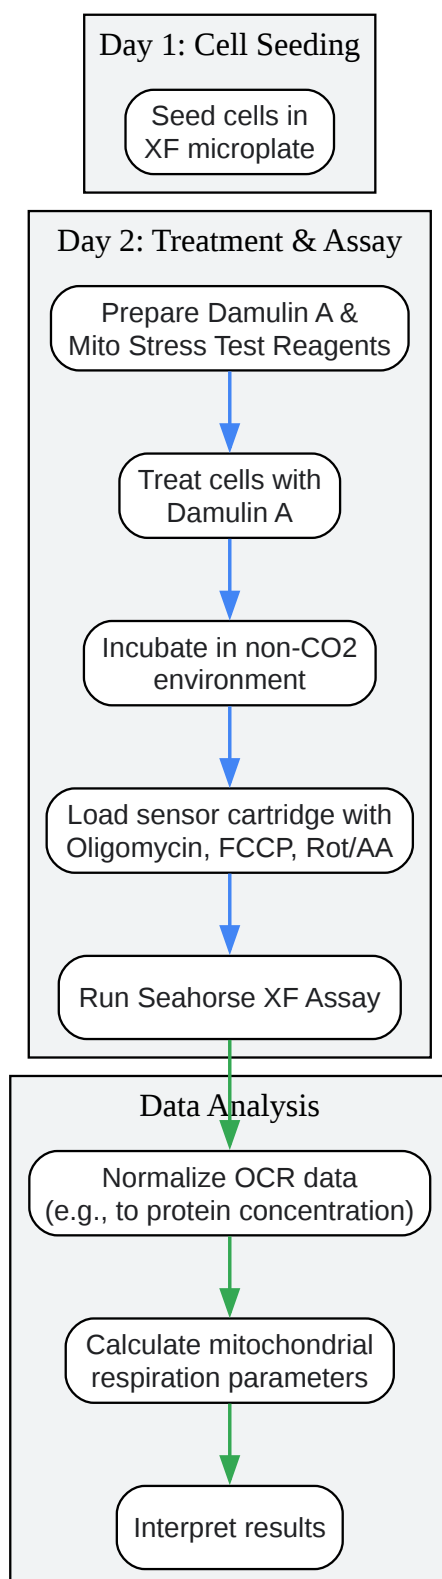 Day 1: Cell Seeding
Seed cells in
XF microplate
Day 2: Treatment & Assay
Prepare Damulin A &
Mito Stress Test Reagents
Treat cells with
Damulin A
Incubate in non-CO2
environment
Load sensor cartridge with
Oligomycin, FCCP, Rot/AA
Run Seahorse XF Assay
Data Analysis
Normalize OCR data
(e.g., to protein concentration)
Calculate mitochondrial
respiration parameters
Interpret results